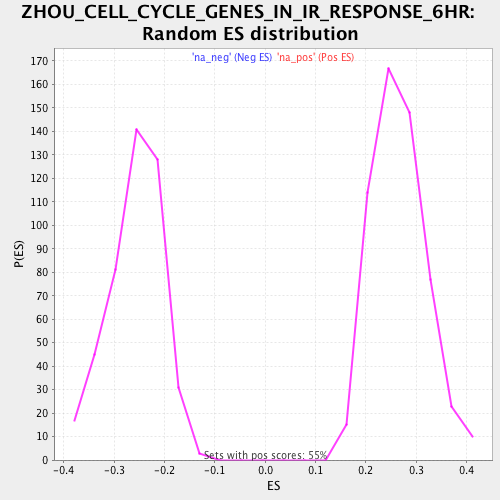 ZHOU_CELL_CYCLE_GENES_IN_IR_RESPONSE_6HR:
Random ES distribution
'na_neg' (Neg ES) 'na_pos' (Pos ES)
170
160
150
140
130
120
110
100
90
80
70
60
50
40
30
20
10
0
P(ES)
Sets with pos scores: 55%
-0.4 -0.3 -0.2 -0.1 0.0 0.1 0.2 0.3 0.4
ES